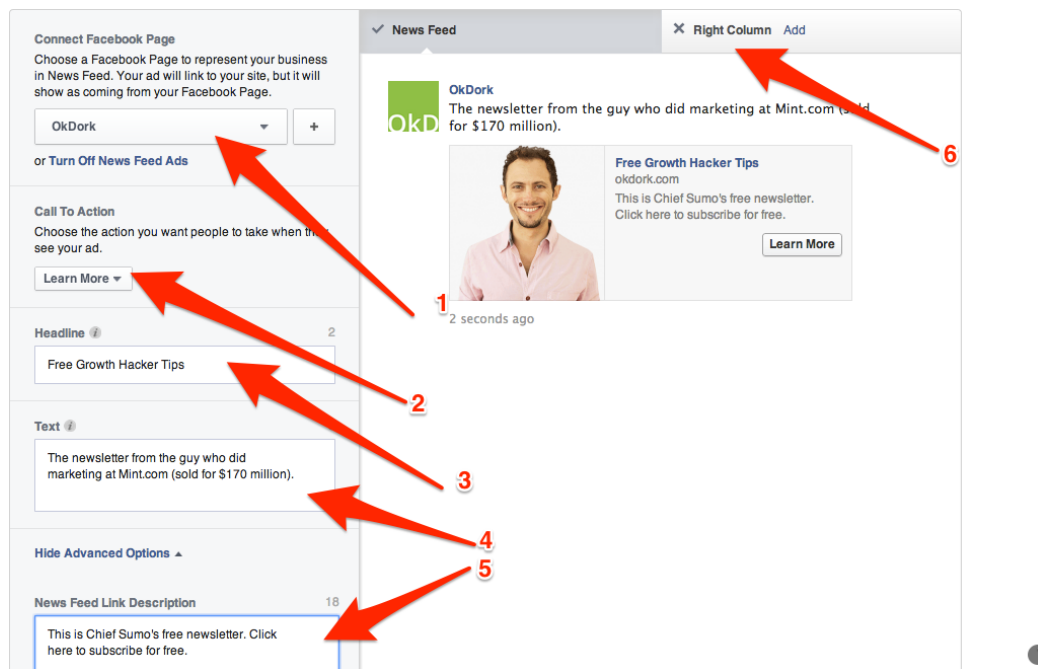 Connect Facebook Page
Choose a Facebook Page to represent your business
in News Feed. Your ad will link to your site, but it will
show as coming from your Facebook Page.
OkDork
+
or Turn Off News Feed Ads
Call To Action
Choose the action you want people to take when they
see your ad.
Learn More
Headline
2
Free Growth Hacker Tips
Text
The newsletter from the guy who did
marketing at Mint.com (sold for $170 million).
Hide Advanced Options
News Feed Link Description
18
This is Chief Sumo's free newsletter. Click
here to subscribe for free.
News Feed
Right Column Add
OkD
OkDork
The newsletter from the guy who did marketing at Mint.com (sold
for $170 million).
Free Growth Hacker Tips
okdork.com
This is Chief Sumo's free newsletter.
Click here to subscribe for free.
Learn More
2 seconds ago
1
2
3
4
5
6